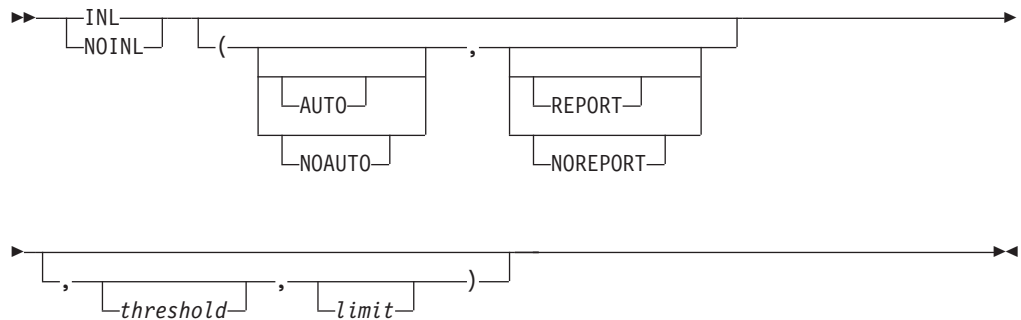 INL
NOINL
( ,
AUTO REPORT
NOAUTO NOREPORT
, , )
threshold limit